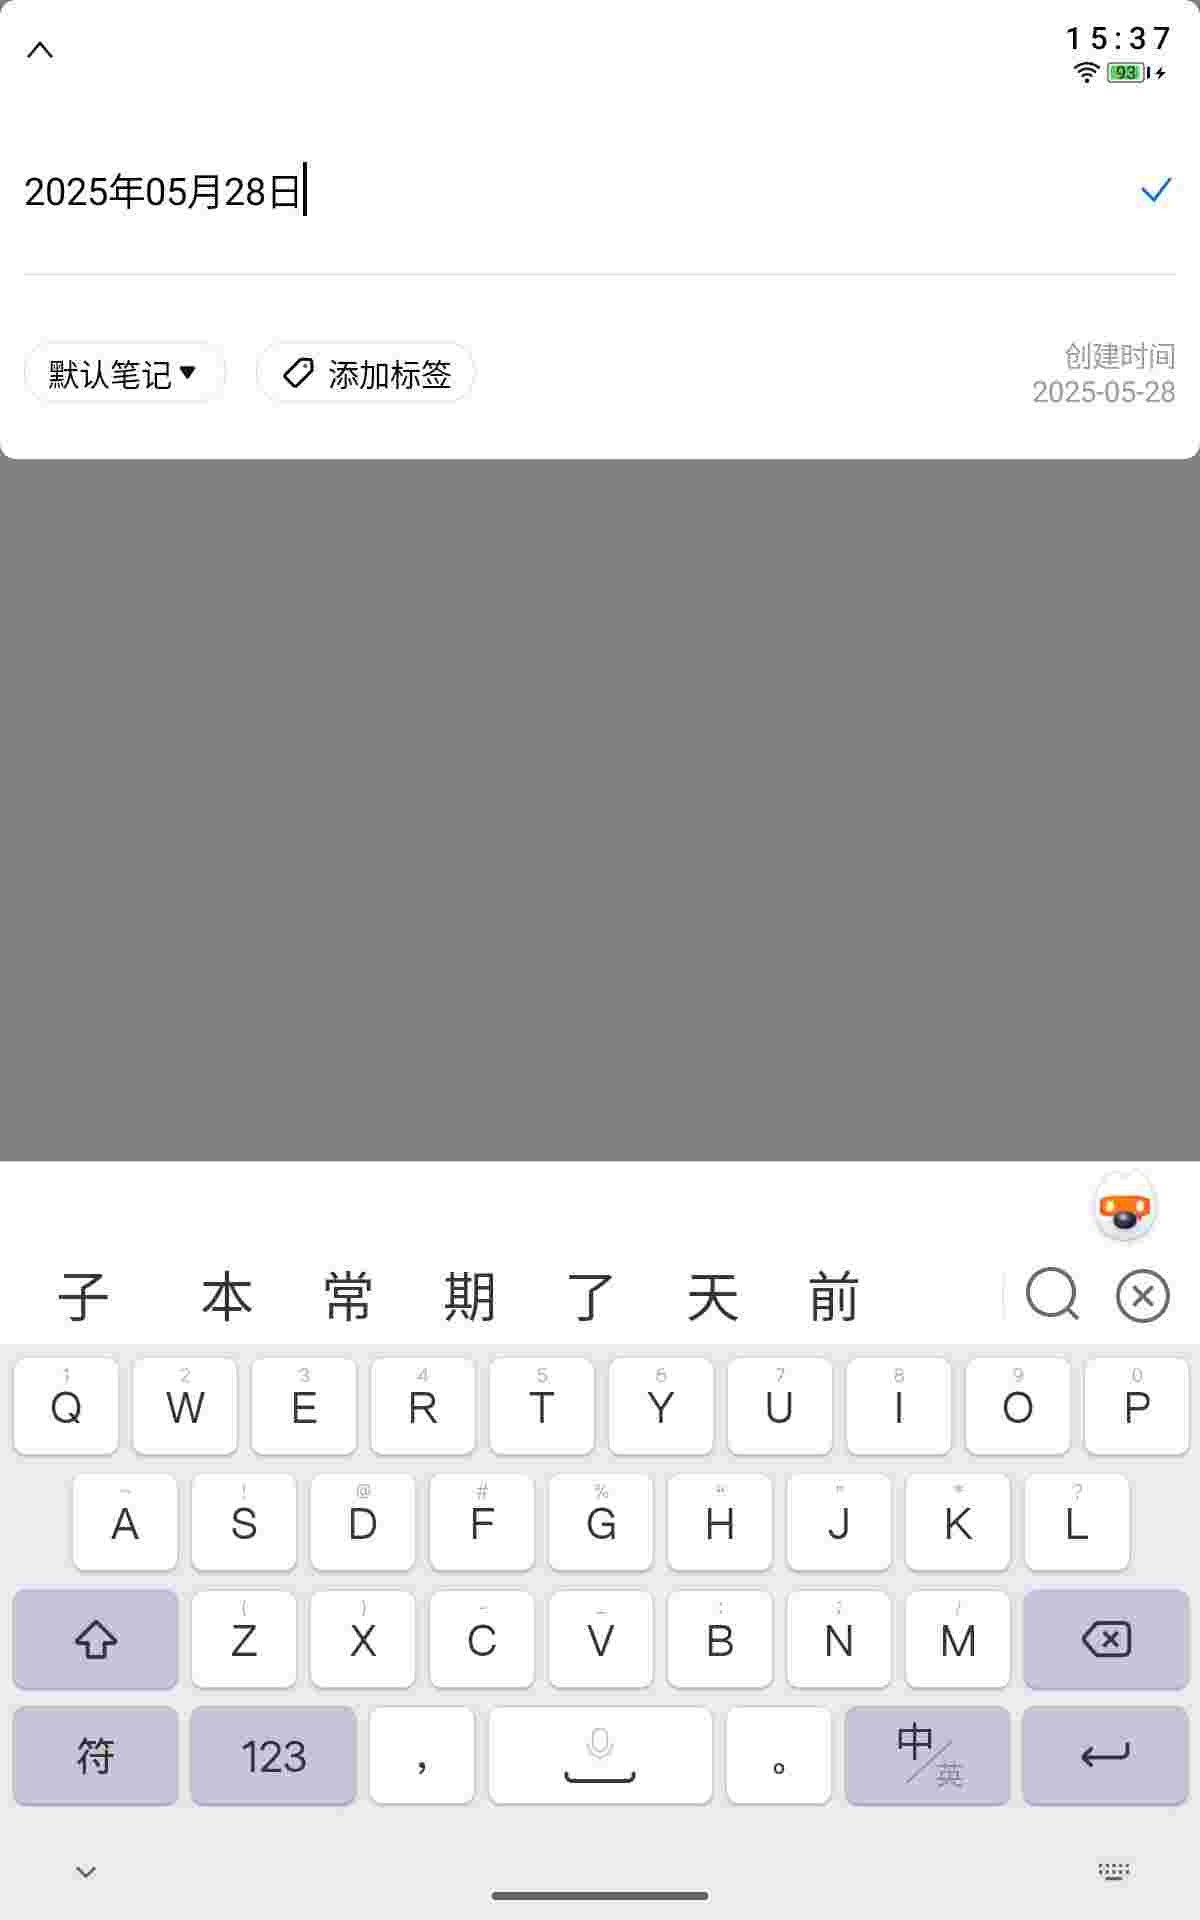 15:37
93
2025年05月28日
默认笔记 添加标签
创建时间
2025-05-28
子 本 常 期 了 天 前
1 2 3 4 5 6 7 8 9 0
Q W E R T Y U I O P
~ ! @ # % “ ” * ?
A S D F G H J K L
( ) - _ : ; /
Z X C V B N M
符 123 ， 。 中/英